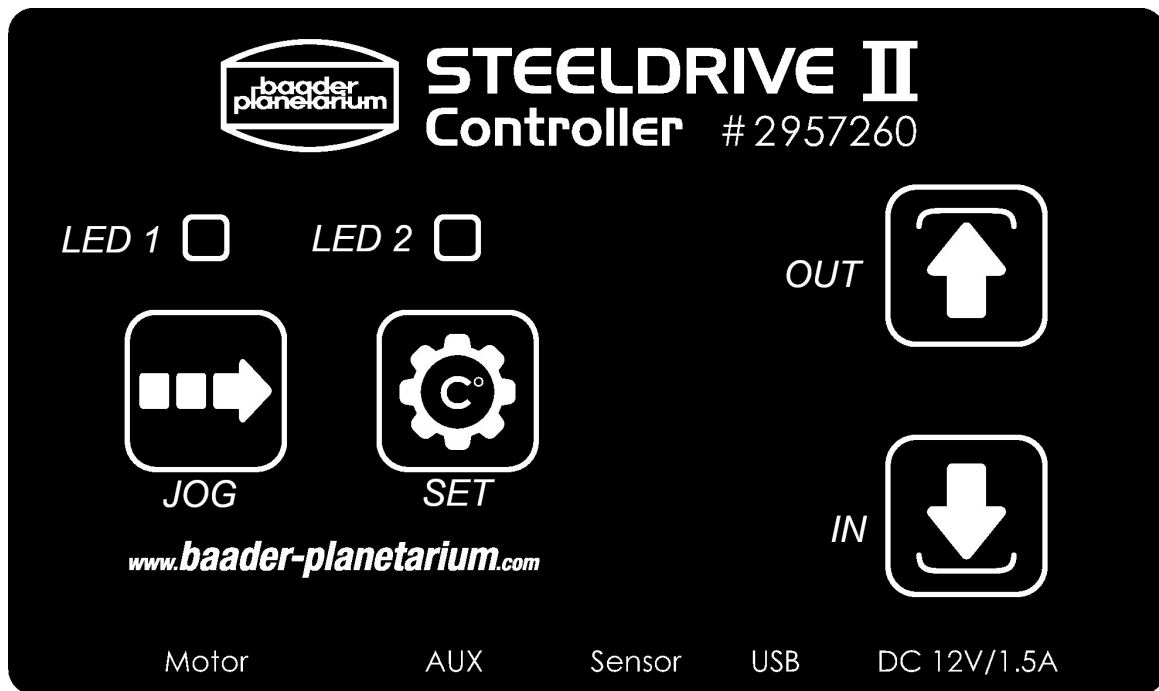 baader
planetarium
STEELDRIVE II
Controller #2957260
LED 1 LED 2
OUT
C°
JOG SET
IN
www.baader-planetarium.com
Motor AUX Sensor USB DC 12V/1.5A